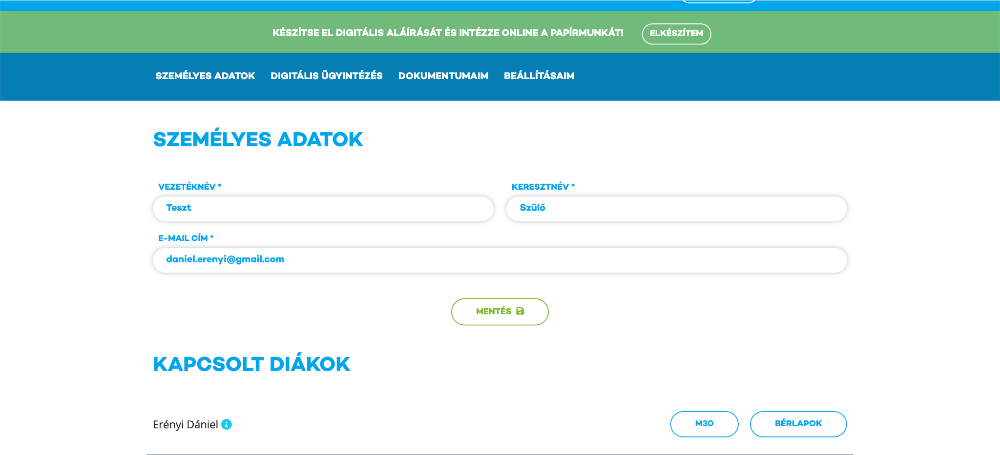 KÉSZÍTSE EL DIGITÁLIS ALÁÍRÁSÁT ÉS INTÉZZE ONLINE A PAPÍRMUNKÁT! ELKÉSZÍTEM
SZEMÉLYES ADATOK DIGITÁLIS ÜGYINTÉZÉS DOKUMENTUMAIM BEÁLLÍTÁSAIM
SZEMÉLYES ADATOK
VEZETÉKNÉV * KERESZTNÉV *
Teszt Szülő
E-MAIL CÍM *
daniel.erenyi@gmail.com
MENTÉS
KAPCSOLT DIÁKOK
Erényi Dániel M30 BÉRLAPOK